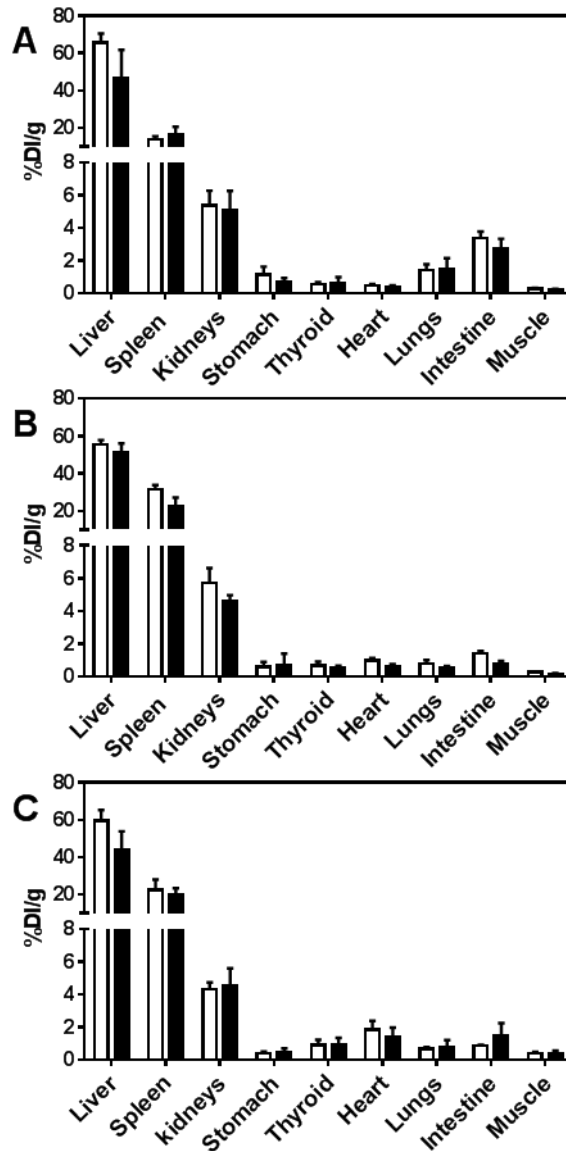 A
%DI/g
80
60
40
20
8
6
4
2
0
Liver
Spleen
Kidneys
Stomach
Thyroid
Heart
Lungs
Intestine
Muscle
B
%DI/g
80
60
40
20
8
6
4
2
0
Liver
Spleen
Kidneys
Stomach
Thyroid
Heart
Lungs
Intestine
Muscle
C
%DI/g
80
60
40
20
8
6
4
2
0
Liver
Spleen
kidneys
Stomach
Thyroid
Heart
Lungs
Intestine
Muscle